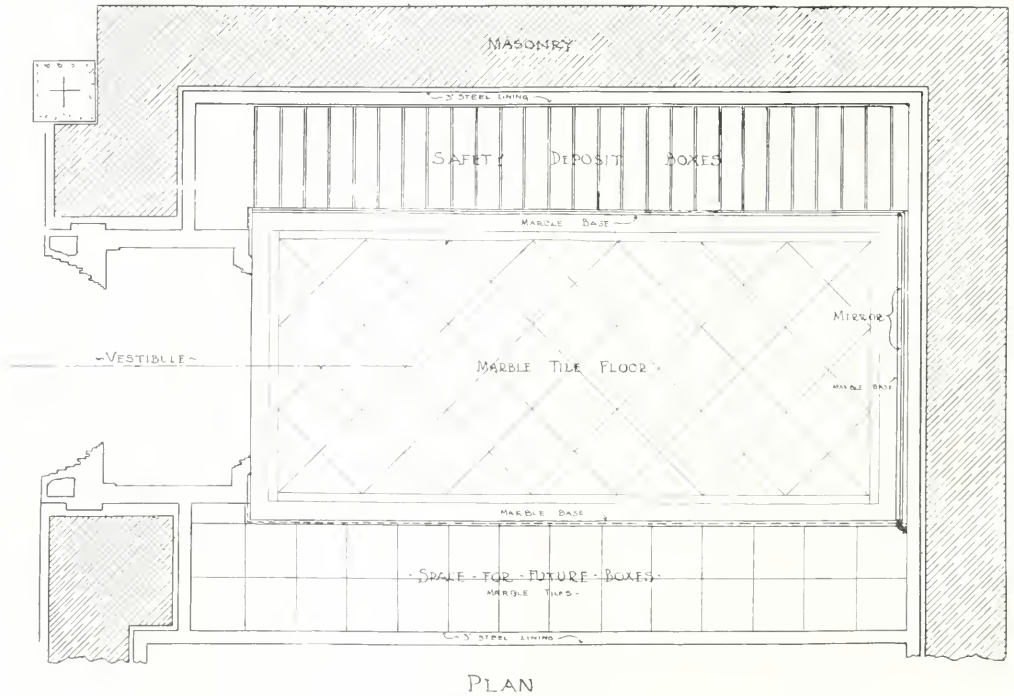 MASONRY
3" STEEL LINING
SAFETY DEPOSIT BOXES
MARBLE BASE
MIRROR
~VESTIBULE~
MARBLE TILE FLOOR
MARBLE BASE
MARBLE BASE
·SPACE·FOR·FUTURE·BOXES·
MARBLE TILES-
3" STEEL LINING
PLAN